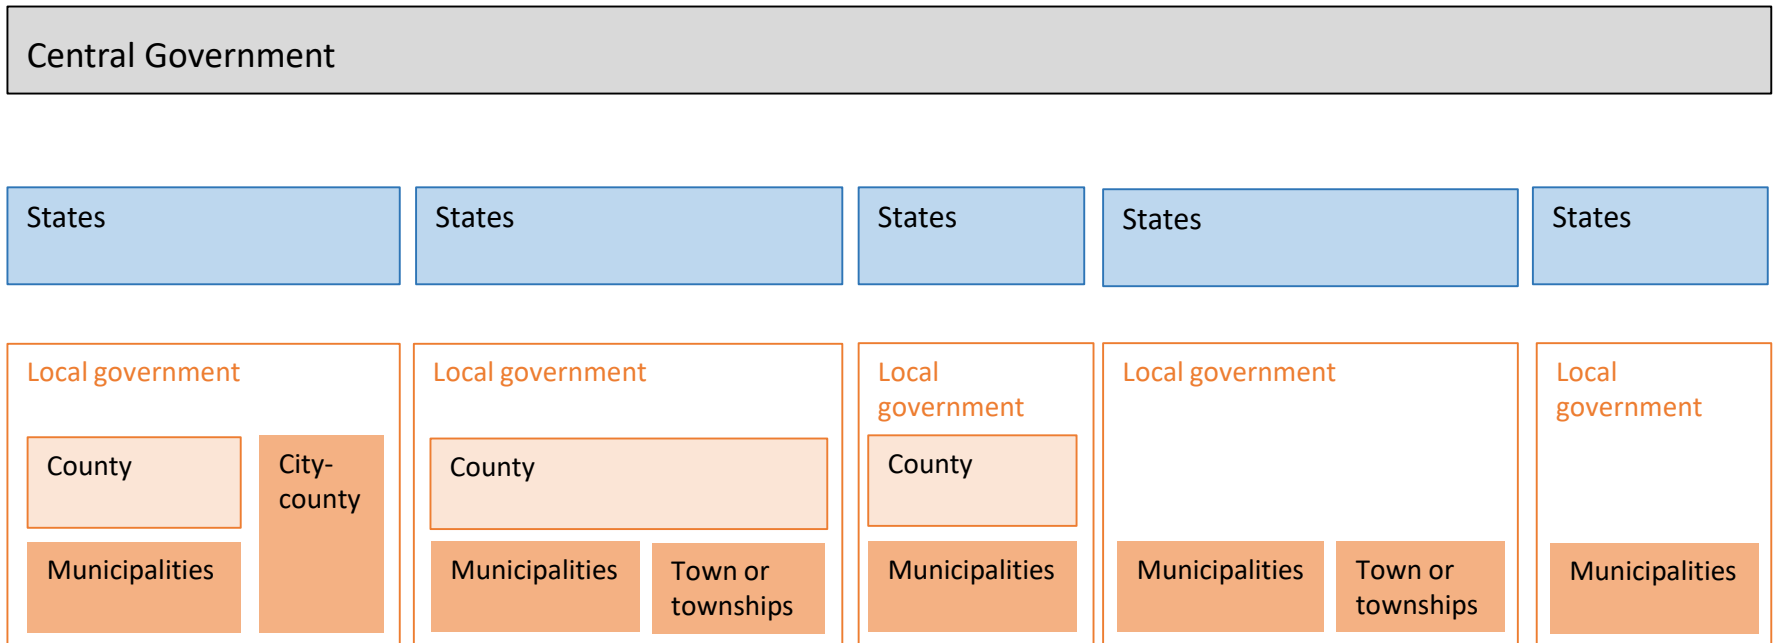 Central Government
States
States
States
States
States
Local government
County
City-
county
Municipalities
Local government
County
Municipalities
Town or
townships
Local
government
County
Municipalities
Local government
Municipalities
Town or
townships
Local
government
Municipalities